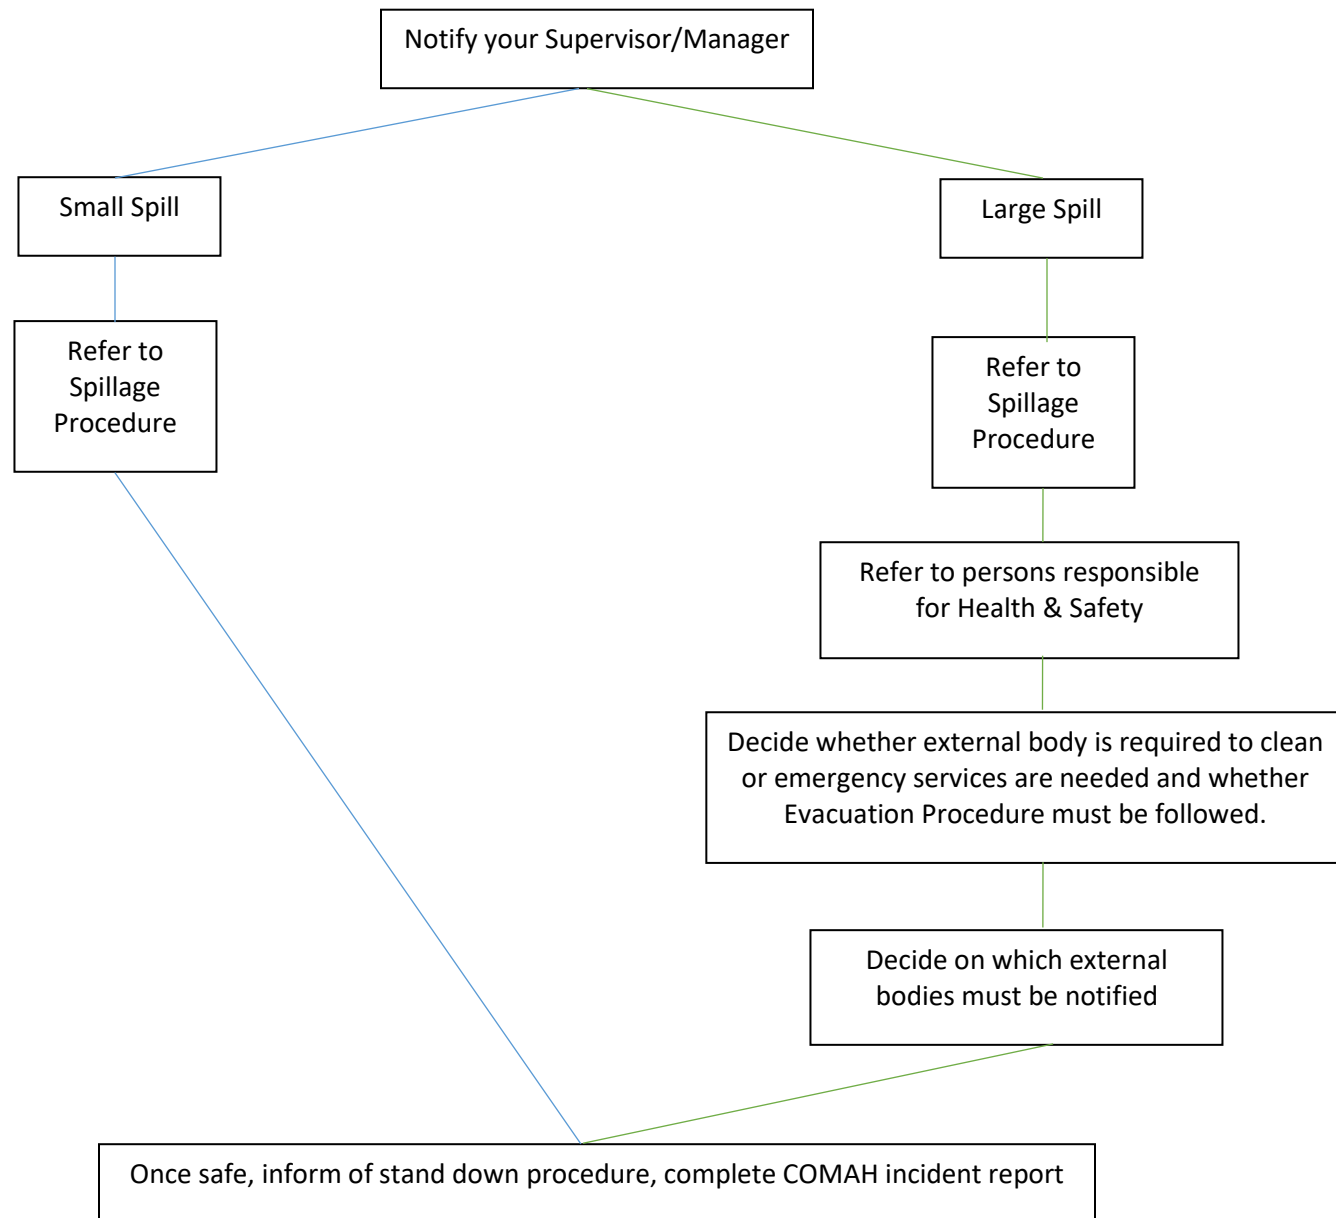 Notify your Supervisor/Manager
Small Spill
Large Spill
Refer to
Spillage
Procedure
Refer to
Spillage
Procedure
Refer to persons responsible
for Health & Safety
Decide whether external body is required to clean
or emergency services are needed and whether
Evacuation Procedure must be followed.
Decide on which external
bodies must be notified
Once safe, inform of stand down procedure, complete COMAH incident report